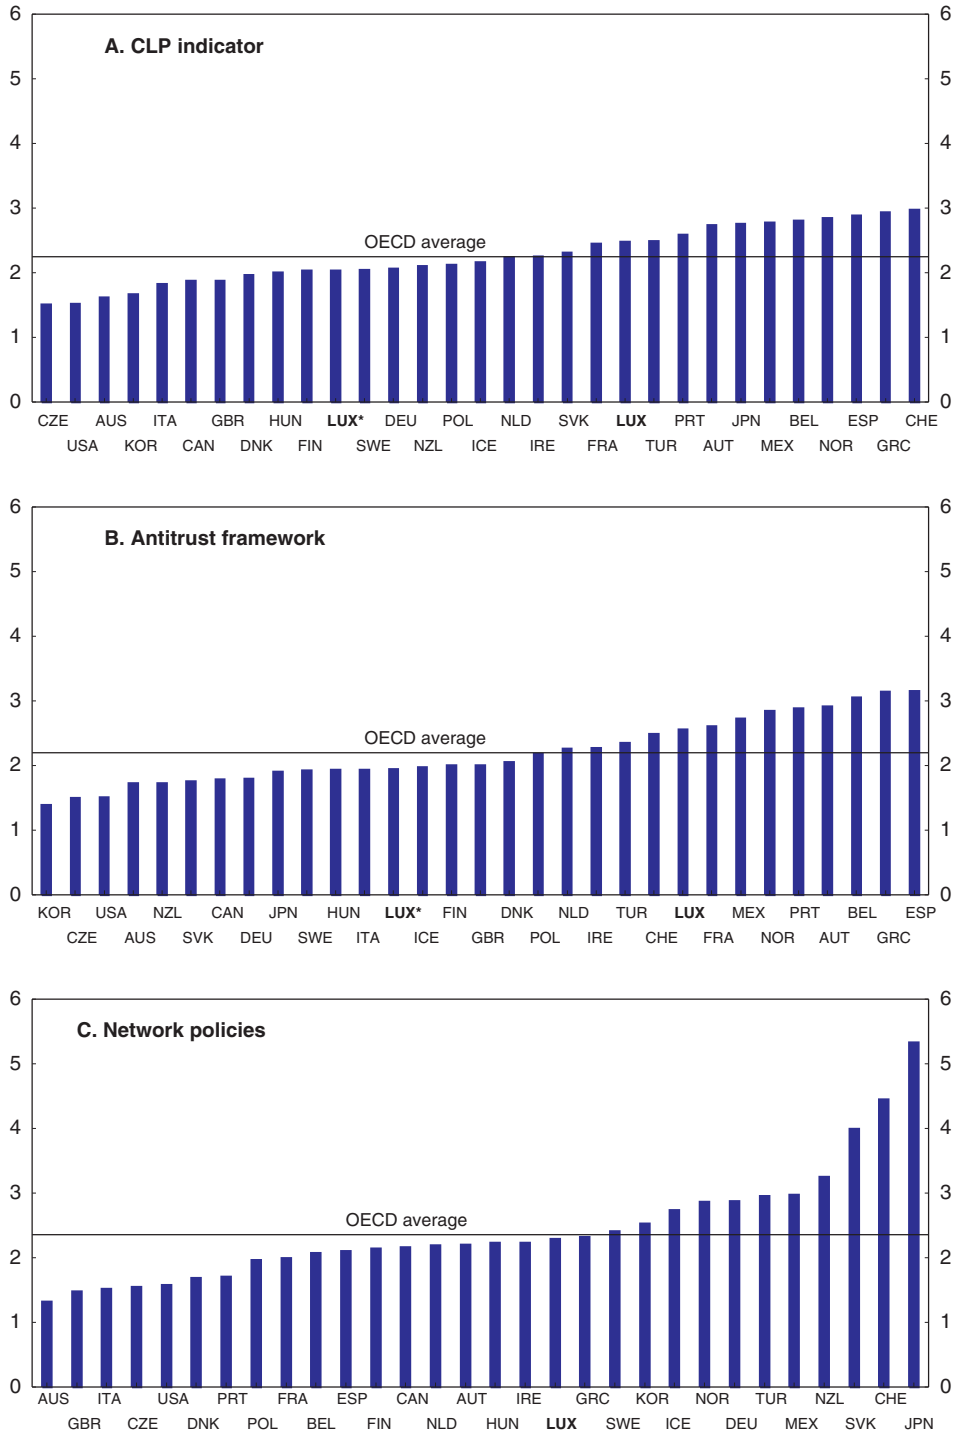 A. CLP indicator
6 6
5 5
4 4
3 3
OECD average
2 2
1 1
0 0
CZE AUS ITA GBR HUN LUX* DEU POL NLD SVK LUX PRT JPN BEL ESP CHE
USA KOR CAN DNK FIN SWE NZL ICE IRE FRA TUR AUT MEX NOR GRC
6 6
B. Antitrust framework
5 5
4 4
3 3
OECD average
2 2
1 1
0 0
KOR USA NZL CAN JPN HUN LUX* FIN DNK NLD TUR LUX MEX PRT BEL ESP
CZE AUS SVK DEU SWE ITA ICE GBR POL IRE CHE FRA NOR AUT GRC
6 6
C. Network policies
5 5
4 4
3 3
OECD average
2 2
1 1
0 0
AUS ITA USA PRT FRA ESP CAN AUT IRE GRC KOR NOR TUR NZL CHE
GBR CZE DNK POL BEL FIN NLD HUN LUX SWE ICE DEU MEX SVK JPN